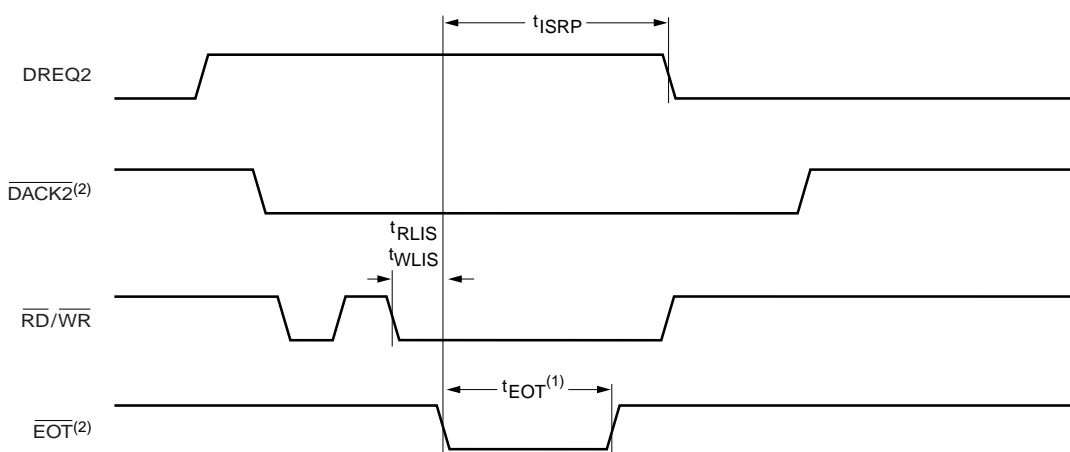 tISRP
DREQ2
DACK2(2)
tRLIS
tWLIS
RD/WR
tEOT(1)
EOT(2)